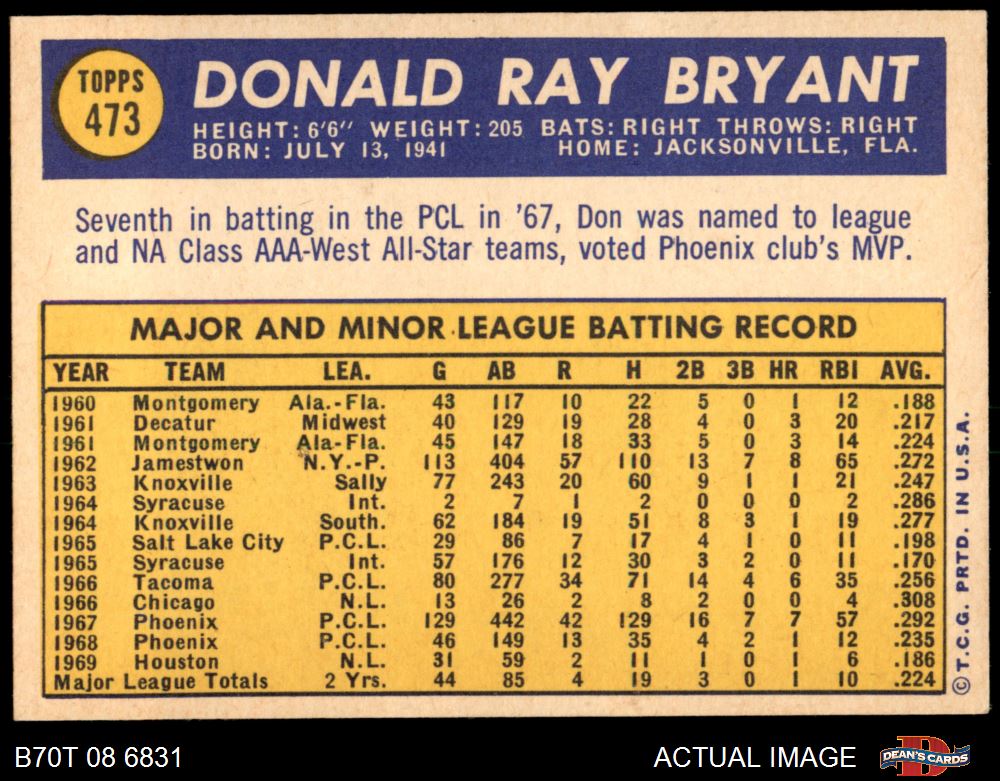 TOPPS
473
DONALD RAY BRYANT
HEIGHT: 6'6" WEIGHT: 205 BATS: RIGHT THROWS: RIGHT
BORN: JULY 13, 1941 HOME: JACKSONVILLE, FLA.
Seventh in batting in the PCL in '67, Don was named to league
and NA Class AAA-West All-Star teams, voted Phoenix club's MVP.
MAJOR AND MINOR LEAGUE BATTING RECORD
YEAR TEAM LEA. G AB R H 2B 3B HR RBI AVG.
1960 Montgomery Ala.-Fla. 43 117 10 22 5 0 1 12 .188
1961 Decatur Midwest 40 129 19 28 4 0 3 20 .217
1961 Montgomery Ala-Fla. 45 147 18 33 5 0 3 14 .224
1962 Jamestwon N.Y.-P. 113 404 57 110 13 7 8 65 .272
1963 Knoxville Sally 77 243 20 60 9 1 1 21 .247
1964 Syracuse Int. 2 7 1 2 0 0 0 2 .286
1964 Knoxville South. 62 184 19 51 8 3 1 19 .277
1965 Salt Lake City P.C.L. 29 86 7 17 4 1 0 11 .198
1965 Syracuse Int. 57 176 12 30 3 2 0 11 .170
1966 Tacoma P.C.L. 80 277 34 71 14 4 6 35 .256
1966 Chicago N.L. 13 26 2 8 2 0 0 4 .308
1967 Phoenix P.C.L. 129 442 42 129 16 7 7 57 .292
1968 Phoenix P.C.L. 46 149 13 35 4 2 1 12 .235
1969 Houston N.L. 31 59 2 11 1 0 1 6 .186
Major League Totals 2 Yrs. 44 85 4 19 3 0 1 10 .224
©T.C.G. PRTD. IN U.S.A.
B70T 08 6831 ACTUAL IMAGE DEAN'S CARDS